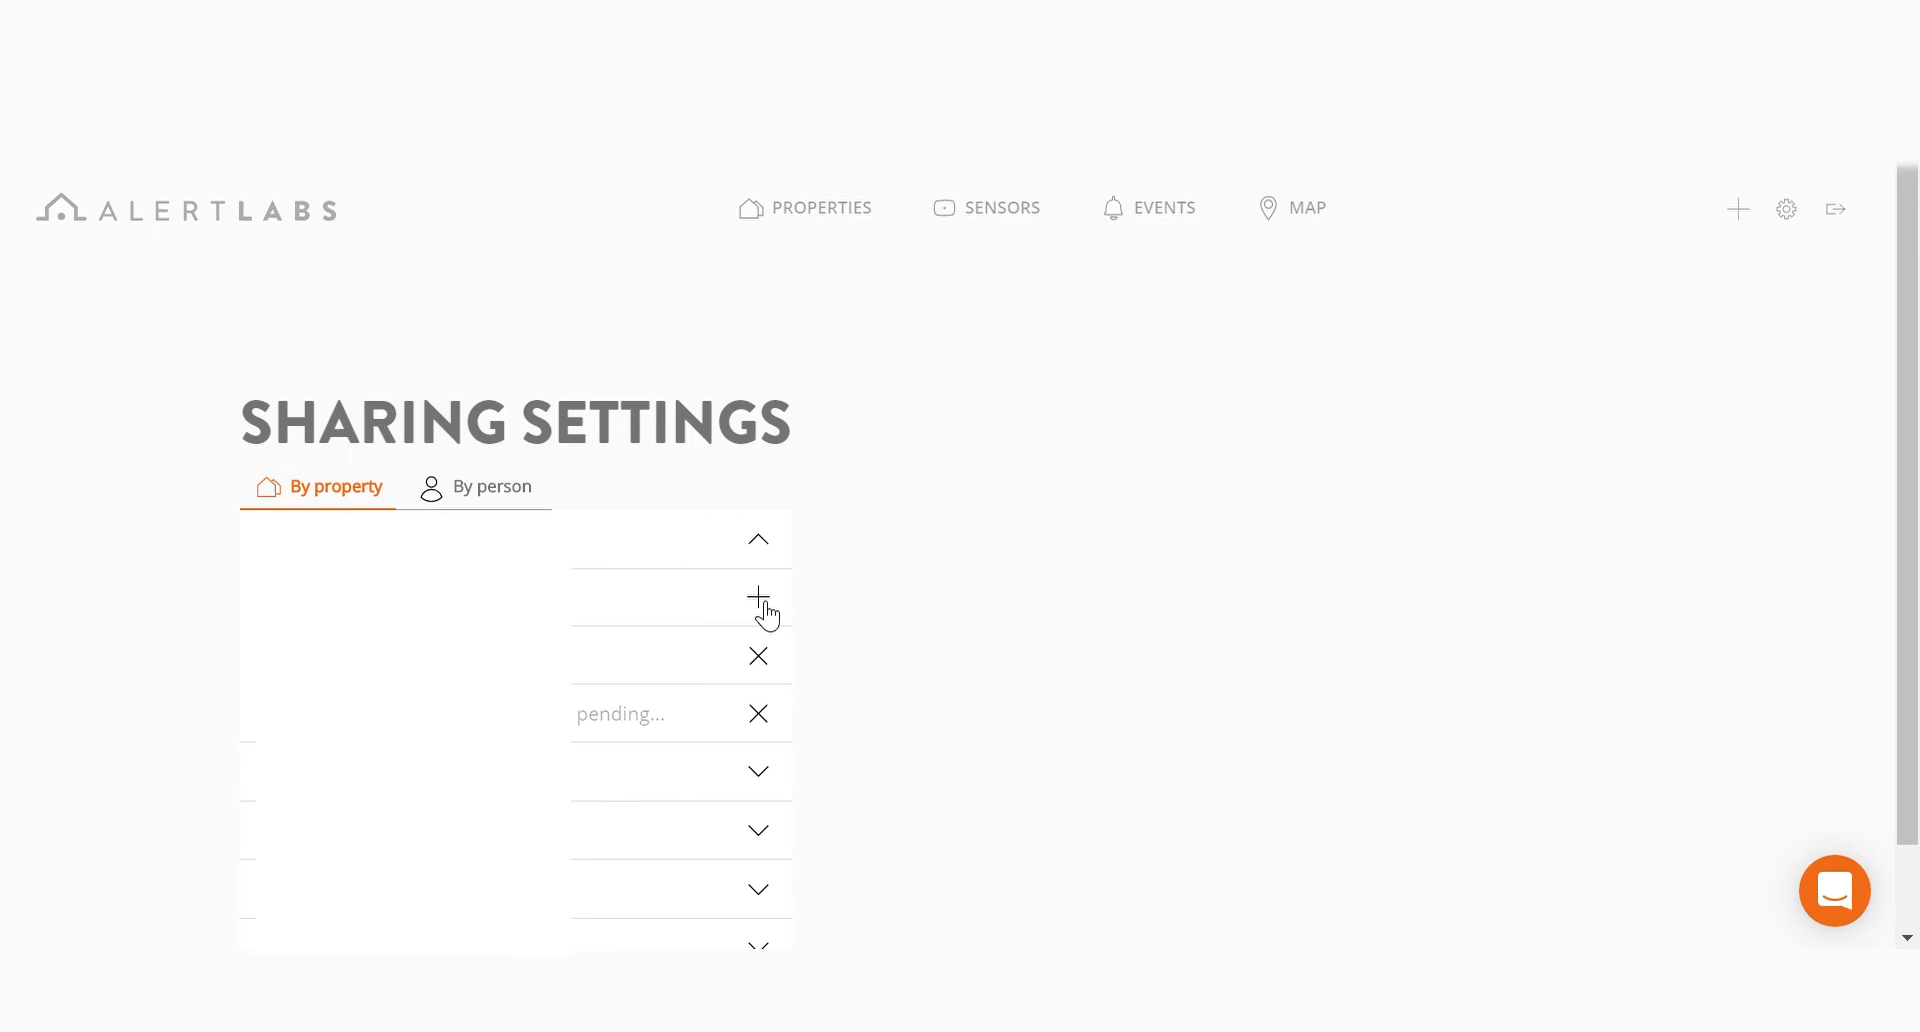 ALERTLABS
PROPERTIES
SENSORS
EVENTS
MAP
SHARING SETTINGS
By property
By person
pending...